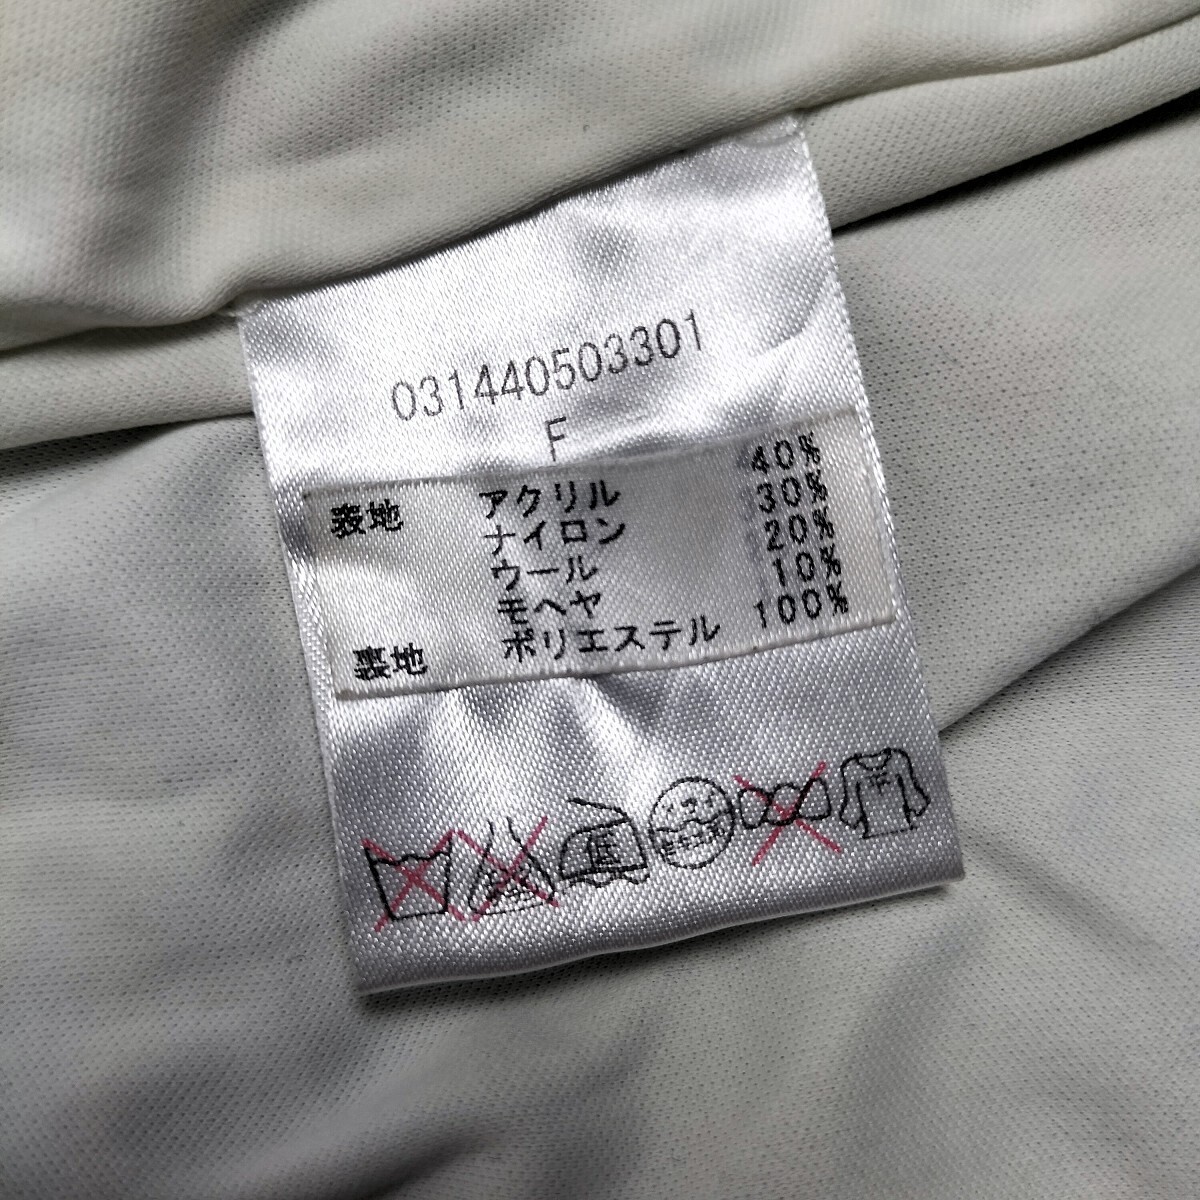 031440503301
F
表地 アクリル 40%
ナイロン 30%
ウール 20%
モヘヤ 10%
裏地 ポリエステル 100%
低